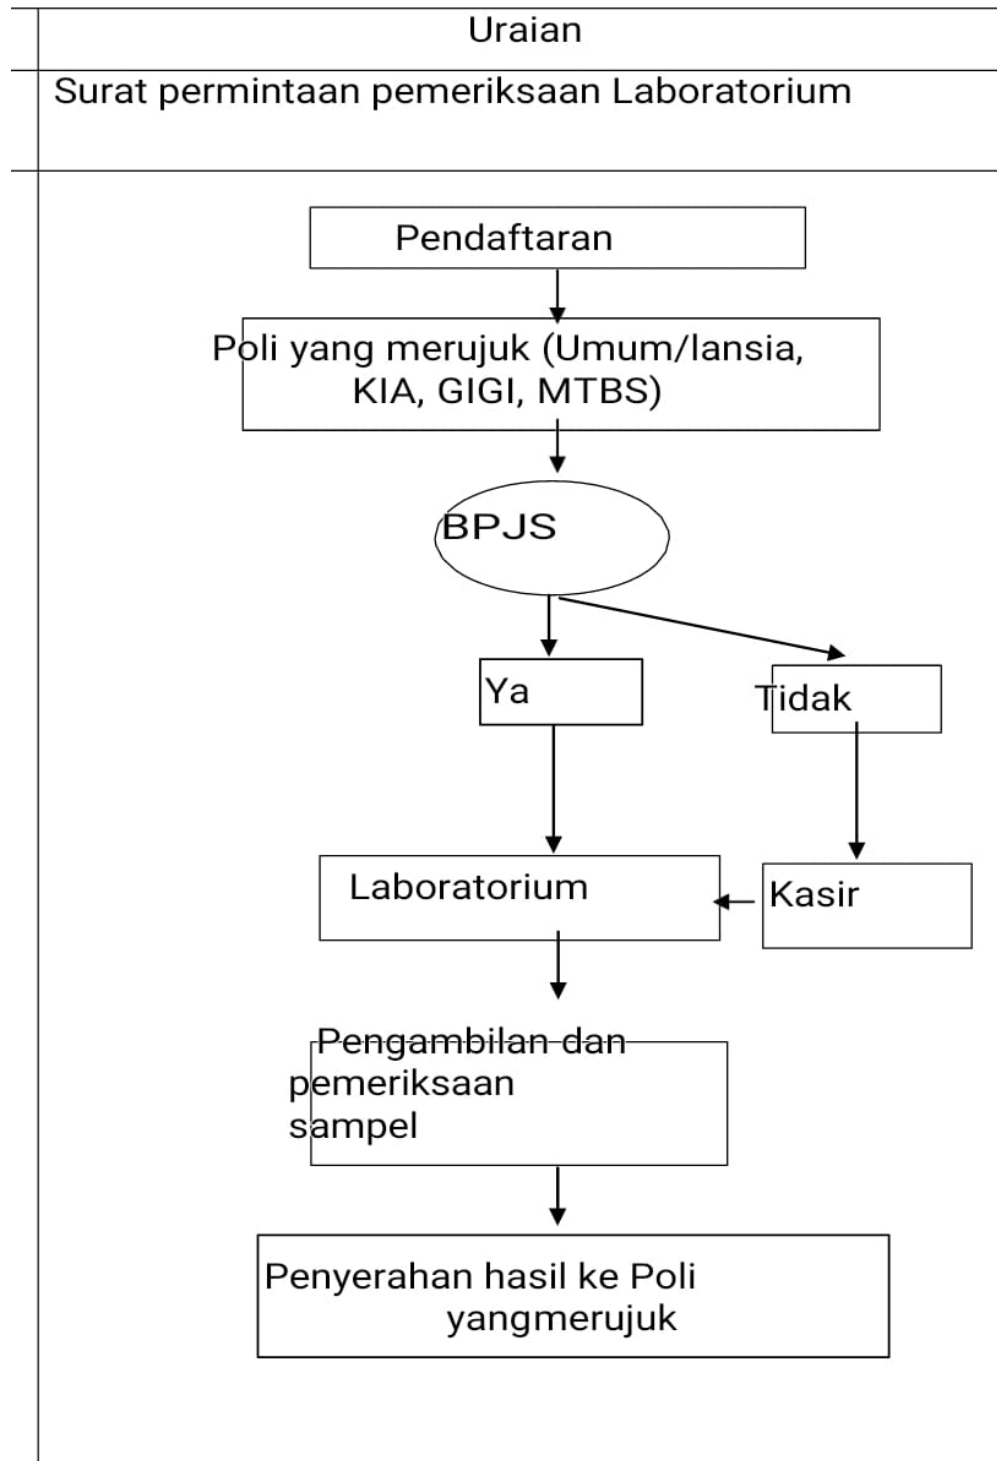 Uraian
Surat permintaan pemeriksaan Laboratorium
Pendaftaran
Poli yang merujuk (Umum/lansia,
KIA, GIGI, MTBS)
BPJS
Ya
Tidak
Laboratorium
Kasir
Pengambilan dan
pemeriksaan
sampel
Penyerahan hasil ke Poli
yangmerujuk